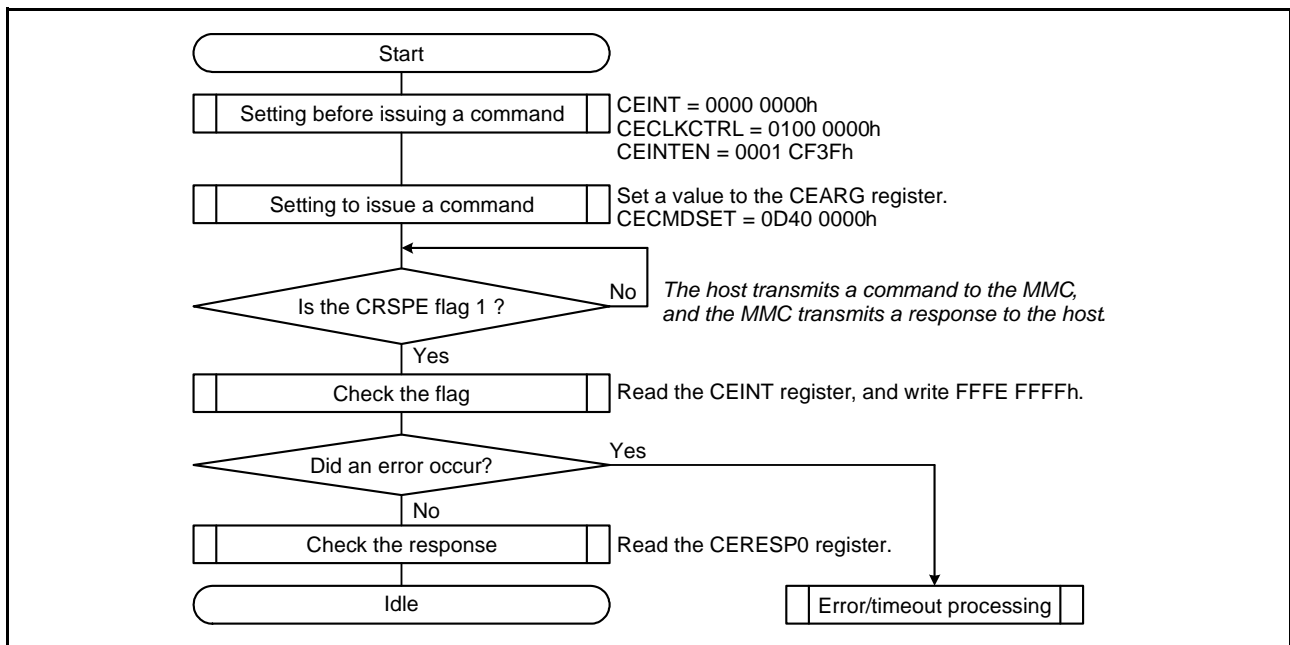 Start
Setting before issuing a command
CEINT = 0000 0000h
CECLKCTRL = 0100 0000h
CEINTEN = 0001 CF3Fh
Setting to issue a command
Set a value to the CEARG register.
CECMDSET = 0D40 0000h
Is the CRSPE flag 1 ?
No
The host transmits a command to the MMC,
and the MMC transmits a response to the host.
Yes
Check the flag
Read the CEINT register, and write FFFE FFFFh.
Did an error occur?
Yes
No
Check the response
Read the CERESP0 register.
Idle
Error/timeout processing